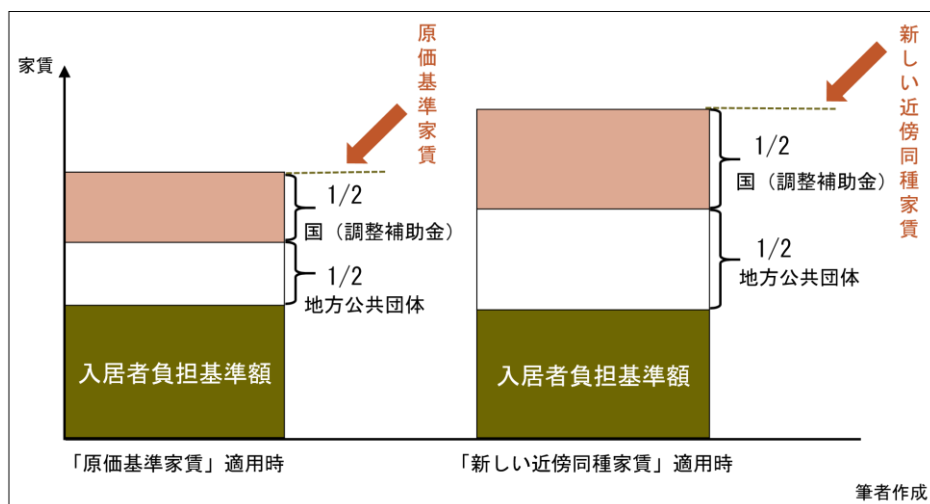 家賃
原価基準家賃
1/2
国（調整補助金）
1/2
地方公共団体
入居者負担基準額
「原価基準家賃」適用時
新しい近傍同種家賃
1/2
国（調整補助金）
1/2
地方公共団体
入居者負担基準額
「新しい近傍同種家賃」適用時
筆者作成